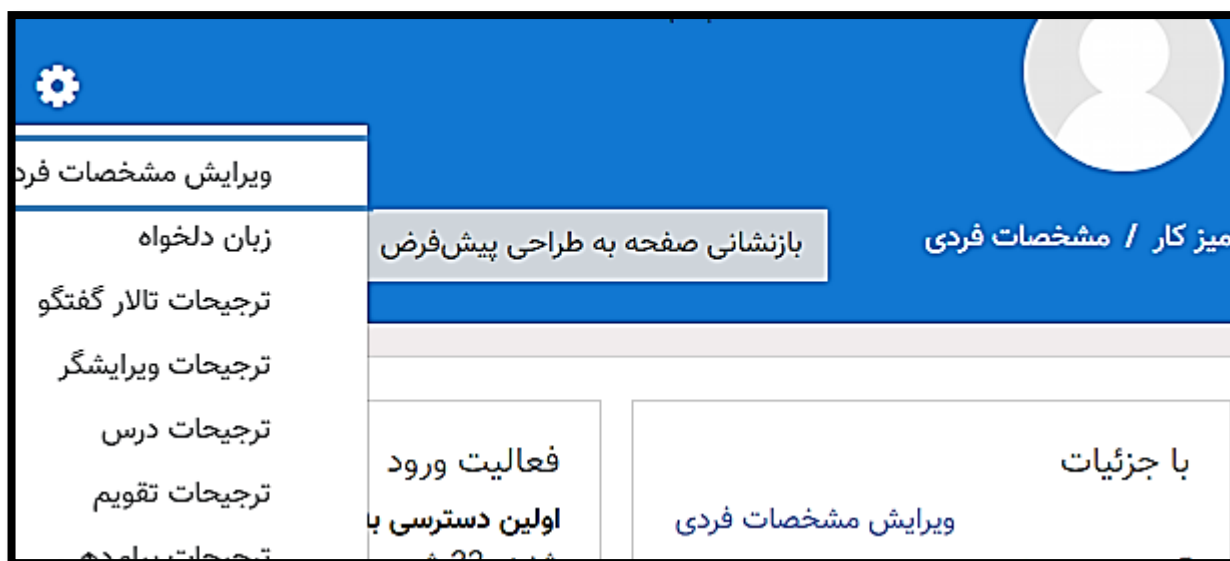 میز کار / مشخصات فردی
بازنشانی صفحه به طراحی پیش‌فرض
ویرایش مشخصات فرد
زبان دلخواه
ترجیحات تالار گفتگو
ترجیحات ویرایشگر
ترجیحات درس
ترجیحات تقویم
با جزئیات
ویرایش مشخصات فردی
فعالیت ورود
اولین دسترسی